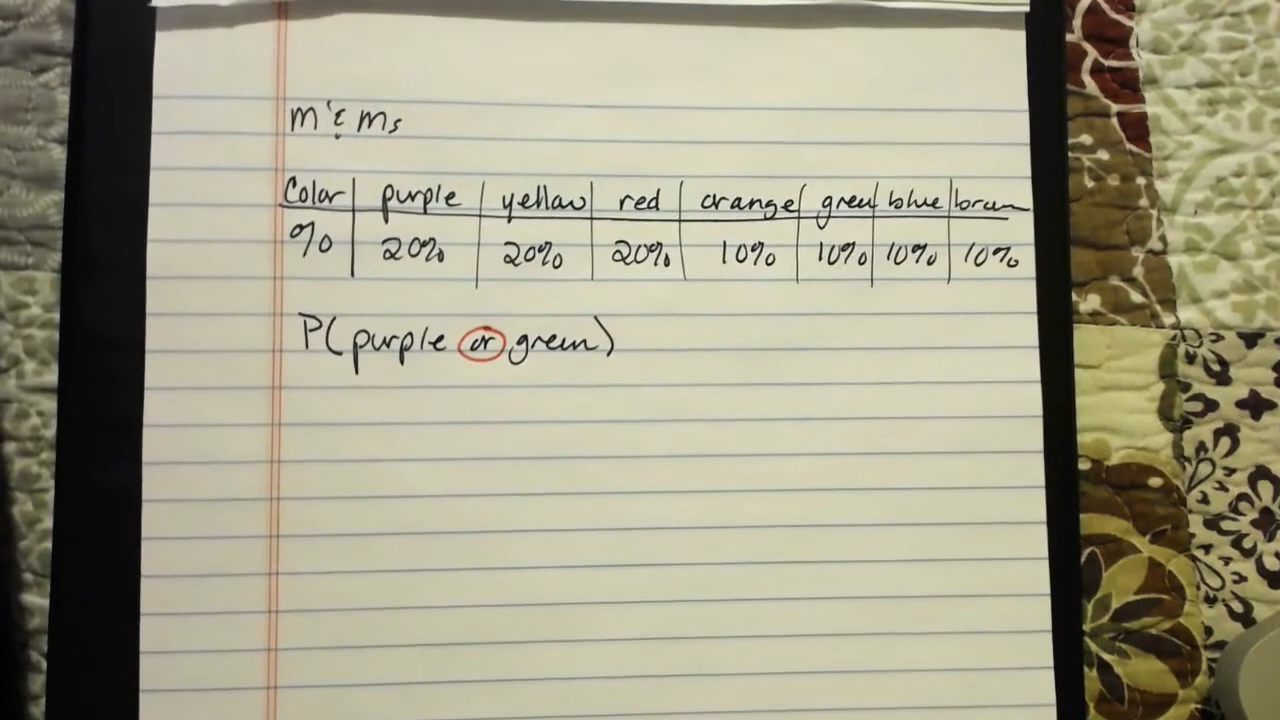 m'&ms
Color purple yellow red orange green blue brown
% 20% 20% 20% 10% 10% 10% 10%
P(purple or green)